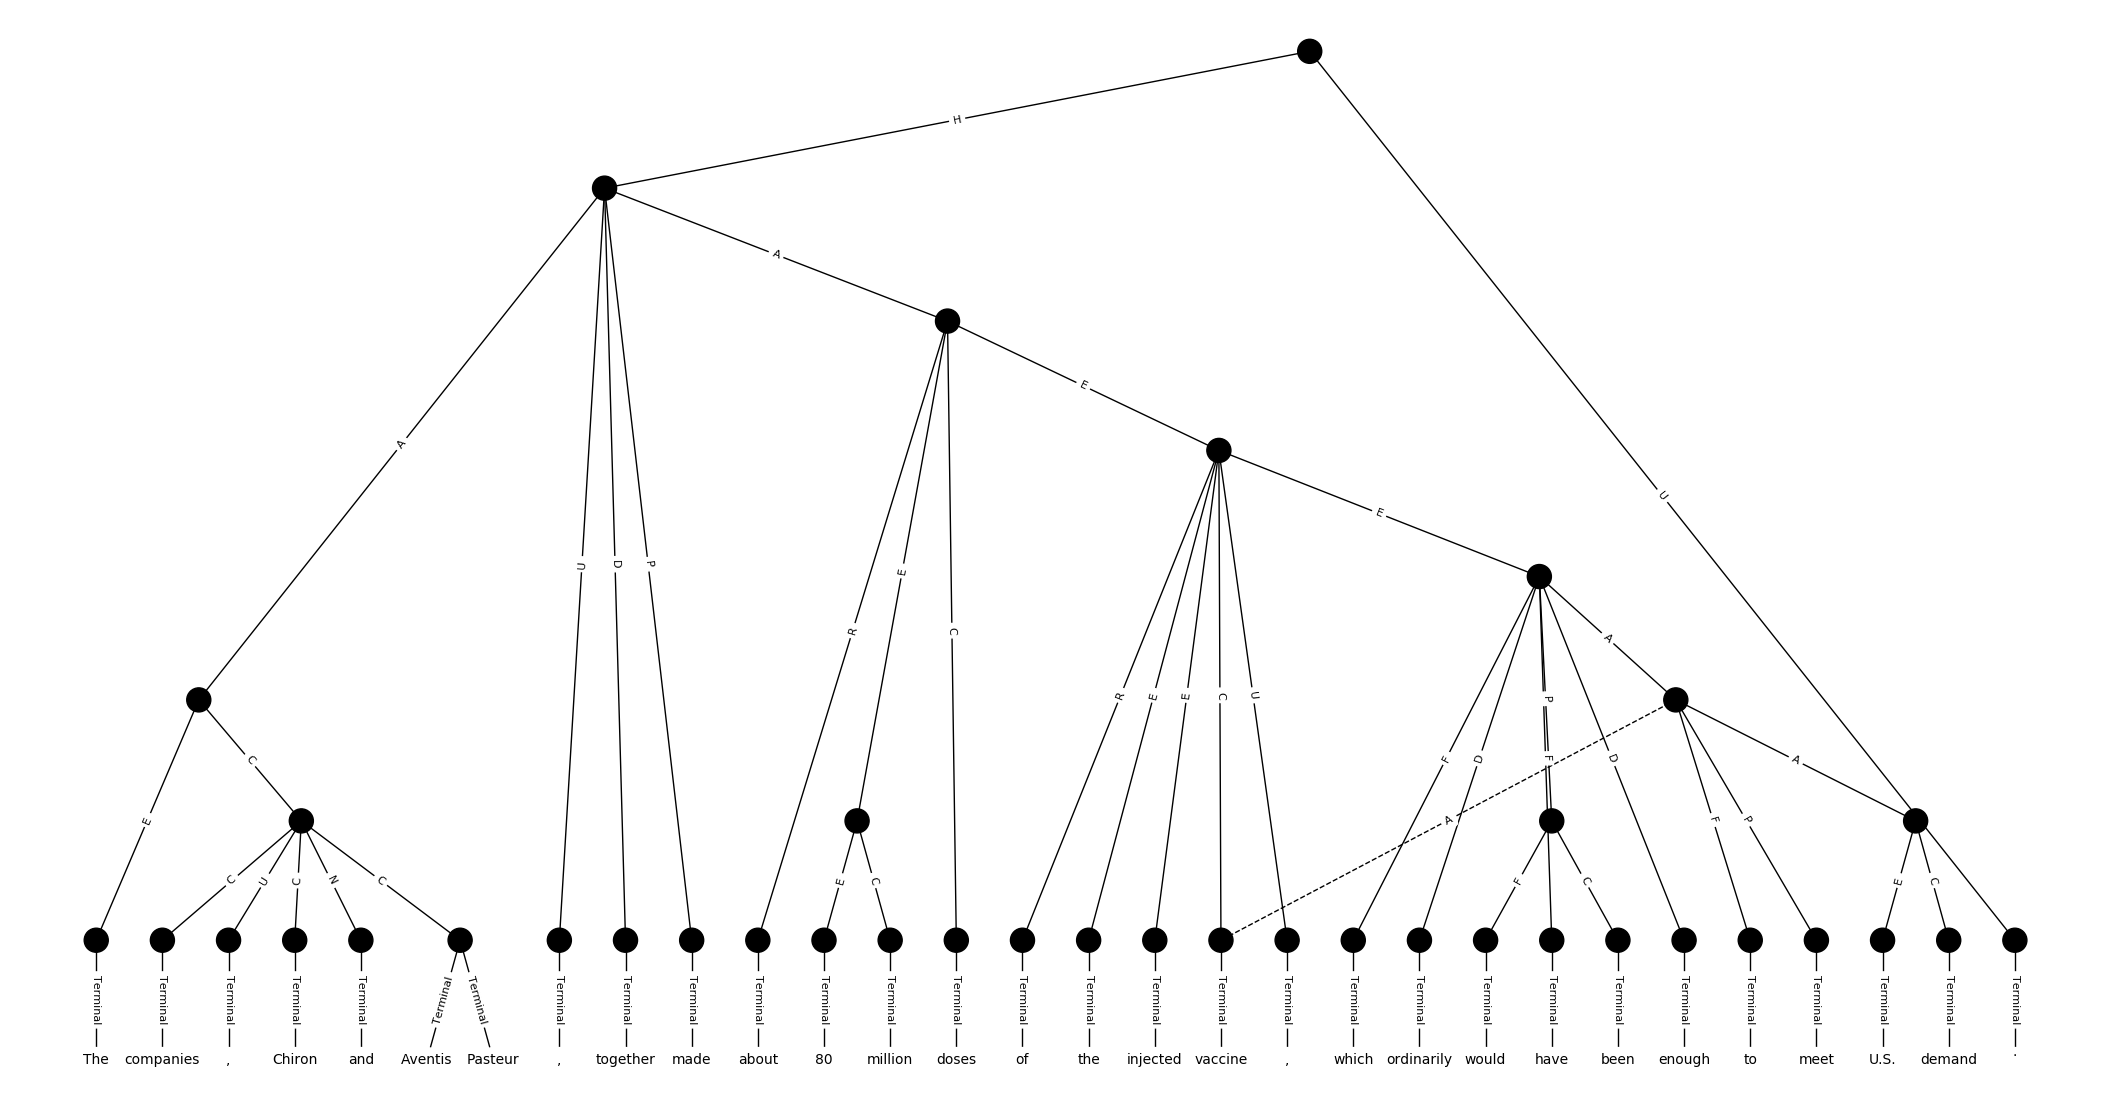 H
A
A
E
E
U
A
U
D
P
E
R
C
R
E
E
C
U
F
D
P
F
D
A
C
E
A
A
C
U
C
N
C
E
C
F
C
F
P
E
C
Terminal Terminal Terminal Terminal Terminal Terminal Terminal Terminal Terminal Terminal Terminal Terminal Terminal Terminal Terminal Terminal Terminal Terminal Terminal Terminal Terminal Terminal Terminal Terminal Terminal Terminal Terminal Terminal Terminal Terminal
The companies , Chiron and Aventis Pasteur , together made about 80 million doses of the injected vaccine , which ordinarily would have been enough to meet U.S. demand .